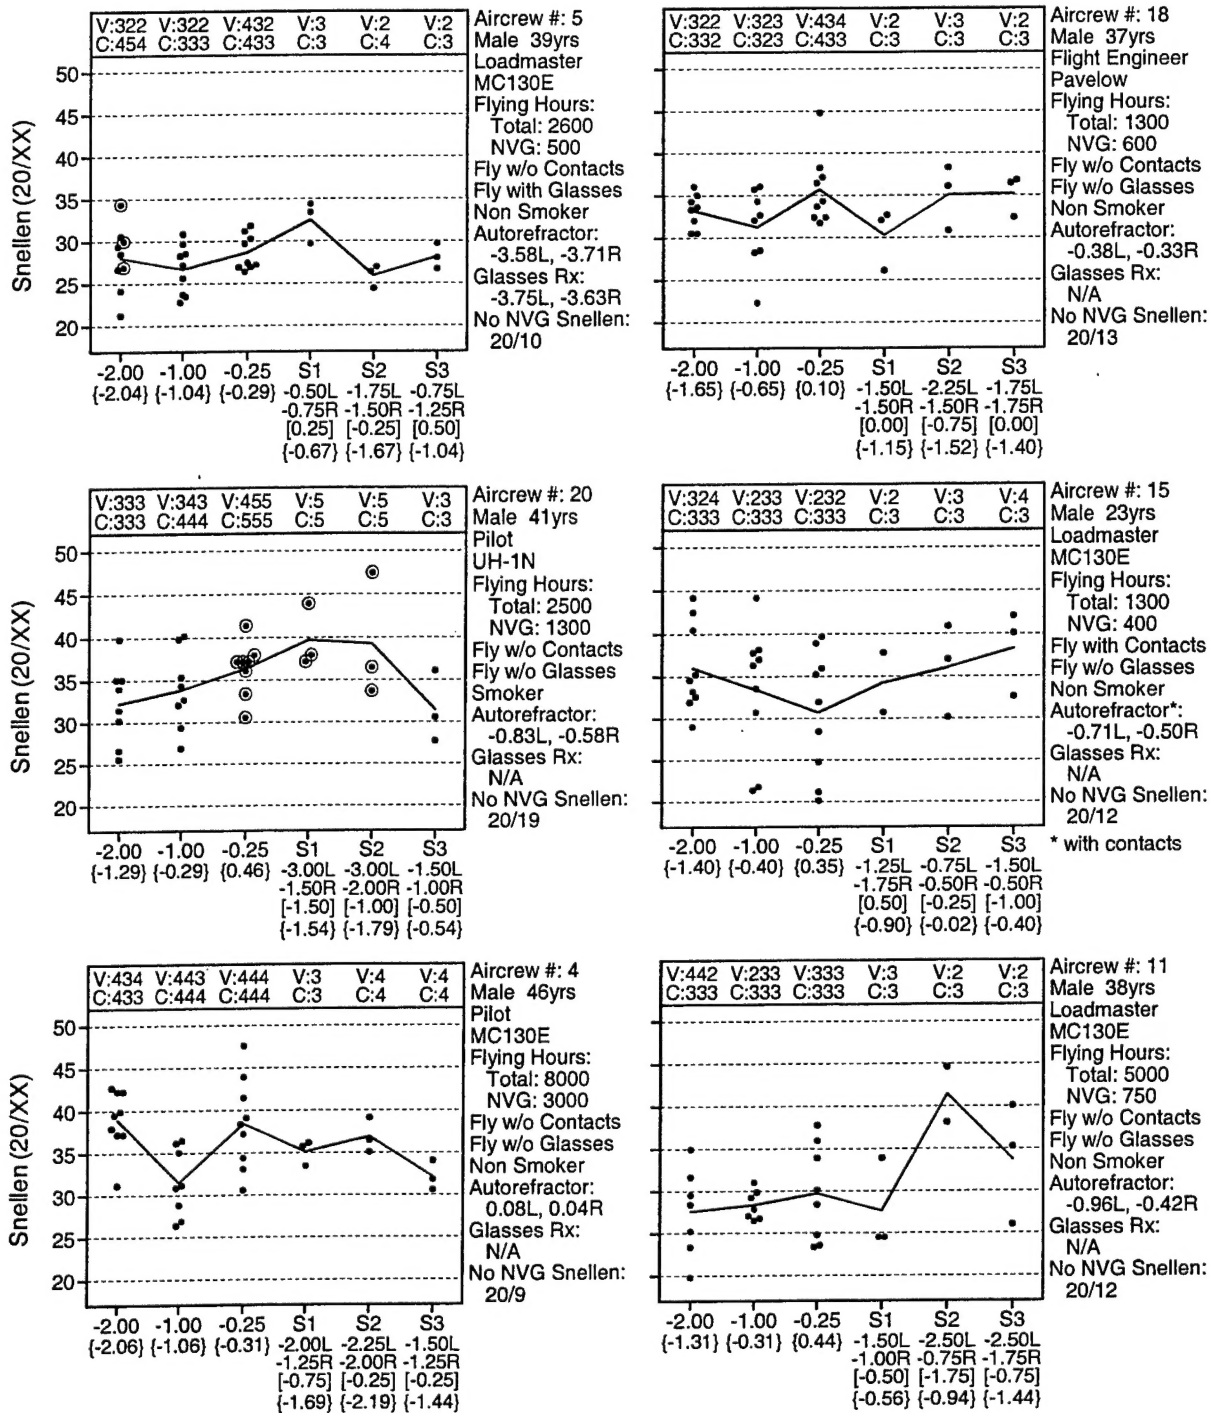 V:322 V:322 V:432 V:3 V:2 V:2
C:454 C:333 C:433 C:3 C:4 C:3
Aircrew #: 5
Male 39yrs
Loadmaster
MC130E
Flying Hours:
Total: 2600
NVG: 500
Fly w/o Contacts
Fly with Glasses
Non Smoker
Autorefractor:
-3.58L, -3.71R
Glasses Rx:
-3.75L, -3.63R
No NVG Snellen:
20/10
Snellen (20/XX)
50
45
40
35
30
25
20
-2.00 -1.00 -0.25 S1 S2 S3
{-2.04} {-1.04} {-0.29} -0.50L -1.75L -0.75L
-0.75R -1.50R -1.25R
[0.25] [-0.25] [0.50]
{-0.67} {-1.67} {-1.04}
V:322 V:323 V:434 V:2 V:3 V:2
C:332 C:323 C:433 C:3 C:3 C:3
Aircrew #: 18
Male 37yrs
Flight Engineer
Pavelow
Flying Hours:
Total: 1300
NVG: 600
Fly w/o Contacts
Fly w/o Glasses
Non Smoker
Autorefractor:
-0.38L, -0.33R
Glasses Rx:
N/A
No NVG Snellen:
20/13
-2.00 -1.00 -0.25 S1 S2 S3
{-1.65} {-0.65} {0.10} -1.50L -2.25L -1.75L
-1.50R -1.50R -1.75R
[0.00] [-0.75] [0.00]
{-1.15} {-1.52} {-1.40}
V:333 V:343 V:455 V:5 V:5 V:3
C:333 C:444 C:555 C:5 C:5 C:3
Aircrew #: 20
Male 41yrs
Pilot
UH-1N
Flying Hours:
Total: 2500
NVG: 1300
Fly w/o Contacts
Fly w/o Glasses
Smoker
Autorefractor:
-0.83L, -0.58R
Glasses Rx:
N/A
No NVG Snellen:
20/19
Snellen (20/XX)
50
45
40
35
30
25
20
-2.00 -1.00 -0.25 S1 S2 S3
{-1.29} {-0.29} {0.46} -3.00L -3.00L -1.50L
-1.50R -2.00R -1.00R
[-1.50] [-1.00] [-0.50]
{-1.54} {-1.79} {-0.54}
V:324 V:233 V:232 V:2 V:3 V:4
C:333 C:333 C:333 C:3 C:3 C:3
Aircrew #: 15
Male 23yrs
Loadmaster
MC130E
Flying Hours:
Total: 1300
NVG: 400
Fly with Contacts
Fly w/o Glasses
Non Smoker
Autorefractor*:
-0.71L, -0.50R
Glasses Rx:
N/A
No NVG Snellen:
20/12
* with contacts
-2.00 -1.00 -0.25 S1 S2 S3
{-1.40} {-0.40} {0.35} -1.25L -0.75L -1.50L
-1.75R -0.50R -0.50R
[0.50] [-0.25] [-1.00]
{-0.90} {-0.02} {-0.40}
V:434 V:443 V:444 V:3 V:4 V:4
C:433 C:444 C:444 C:3 C:4 C:4
Aircrew #: 4
Male 46yrs
Pilot
MC130E
Flying Hours:
Total: 8000
NVG: 3000
Fly w/o Contacts
Fly w/o Glasses
Non Smoker
Autorefractor:
0.08L, 0.04R
Glasses Rx:
N/A
No NVG Snellen:
20/9
Snellen (20/XX)
50
45
40
35
30
25
20
-2.00 -1.00 -0.25 S1 S2 S3
{-2.06} {-1.06} {-0.31} -2.00L -2.25L -1.50L
-1.25R -2.00R -1.25R
[-0.75] [-0.25] [-0.25]
{-1.69} {-2.19} {-1.44}
V:442 V:233 V:333 V:3 V:2 V:2
C:333 C:333 C:333 C:3 C:3 C:3
Aircrew #: 11
Male 38yrs
Loadmaster
MC130E
Flying Hours:
Total: 5000
NVG: 750
Fly w/o Contacts
Fly w/o Glasses
Non Smoker
Autorefractor:
-0.96L, -0.42R
Glasses Rx:
N/A
No NVG Snellen:
20/12
-2.00 -1.00 -0.25 S1 S2 S3
{-1.31} {-0.31} {0.44} -1.50L -2.50L -2.50L
-1.00R -0.75R -1.75R
[-0.50] [-1.75] [-0.75]
{-0.56} {-0.94} {-1.44}